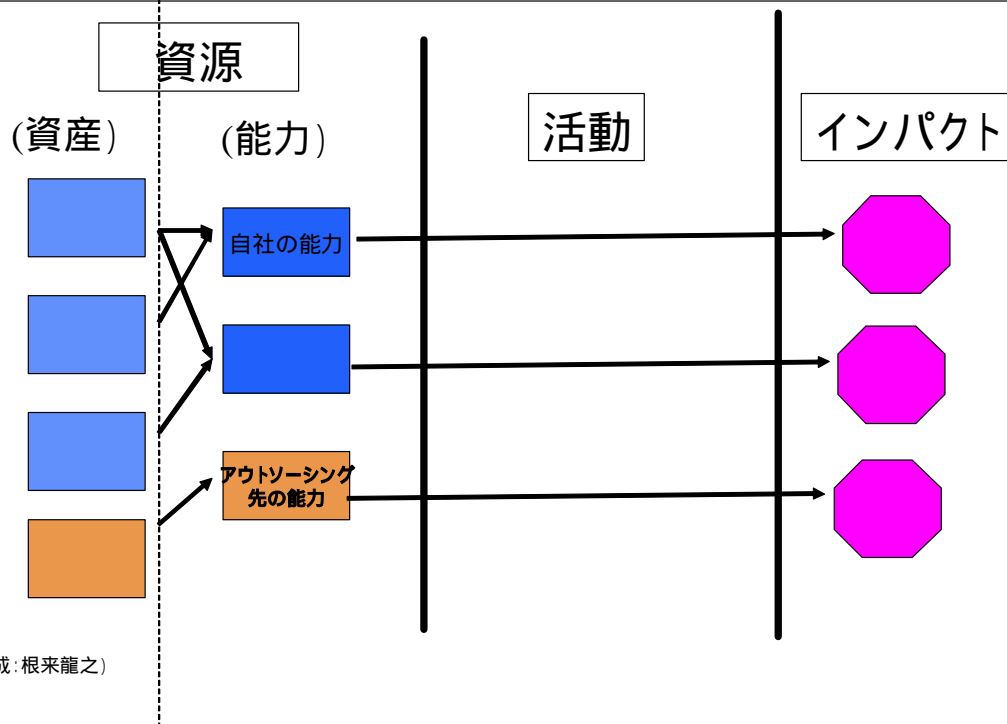 資源
(資産)
(能力)
活動
インパクト
自社の能力
アウトソーシング
先の能力
成:根来龍之)